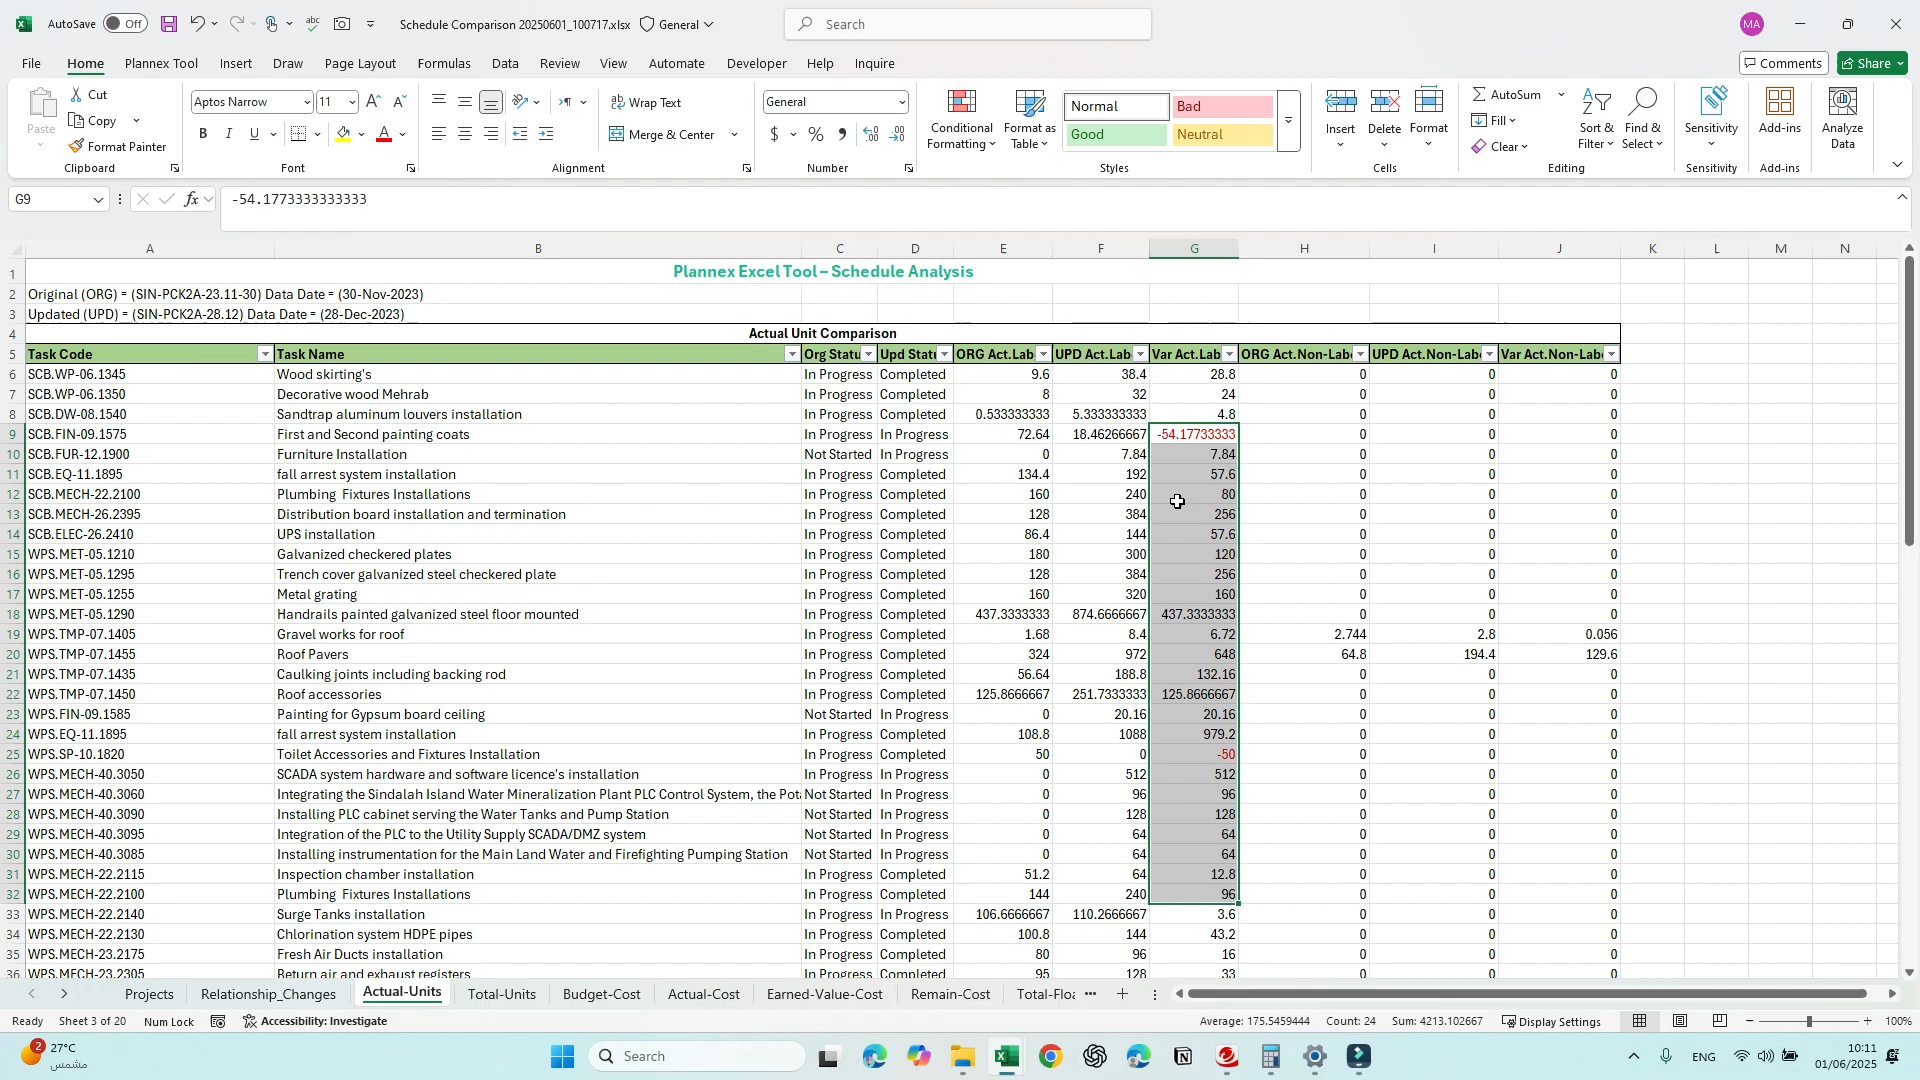 AutoSave Off Schedule Comparison 20250601_100717.xlsx General Search MA
File Home Plannex Tool Insert Draw Page Layout Formulas Data Review View Automate Developer Help Inquire Comments Share
Paste Cut Copy Format Painter Clipboard
Aptos Narrow 11 B I U Font
Wrap Text Merge & Center Alignment
General $ % Number
Conditional Formatting Format as Table Normal Bad Good Neutral Styles
Insert Delete Format Cells
AutoSum Fill Clear Sort & Filter Find & Select Editing
Sensitivity Sensitivity Add-ins Add-ins Analyze Data
G9 fx -54.1773333333333
A B C D E F G H I J K L M N
1 Plannex Excel Tool – Schedule Analysis
2 Original (ORG) = (SIN-PCK2A-23.11-30) Data Date = (30-Nov-2023)
3 Updated (UPD) = (SIN-PCK2A-28.12) Data Date = (28-Dec-2023)
4 Actual Unit Comparison
5 Task Code Task Name Org Statu Upd Statu ORG Act.Lab UPD Act.Lab Var Act.Lab ORG Act.Non-Lab UPD Act.Non-Lab Var Act.Non-Lab
6 SCB.WP-06.1345 Wood skirting's In Progress Completed 9.6 38.4 28.8 0 0 0
7 SCB.WP-06.1350 Decorative wood Mehrab In Progress Completed 8 32 24 0 0 0
8 SCB.DW-08.1540 Sandtrap aluminum louvers installation In Progress Completed 0.533333333 5.333333333 4.8 0 0 0
9 SCB.FIN-09.1575 First and Second painting coats In Progress In Progress 72.64 18.46266667 -54.17733333 0 0 0
10 SCB.FUR-12.1900 Furniture Installation Not Started In Progress 0 7.84 7.84 0 0 0
11 SCB.EQ-11.1895 fall arrest system installation In Progress Completed 134.4 192 57.6 0 0 0
12 SCB.MECH-22.2100 Plumbing  Fixtures Installations In Progress Completed 160 240 80 0 0 0
13 SCB.MECH-26.2395 Distribution board installation and termination In Progress Completed 128 384 256 0 0 0
14 SCB.ELEC-26.2410 UPS installation In Progress Completed 86.4 144 57.6 0 0 0
15 WPS.MET-05.1210 Galvanized checkered plates In Progress Completed 180 300 120 0 0 0
16 WPS.MET-05.1295 Trench cover galvanized steel checkered plate In Progress Completed 128 384 256 0 0 0
17 WPS.MET-05.1255 Metal grating In Progress Completed 160 320 160 0 0 0
18 WPS.MET-05.1290 Handrails painted galvanized steel floor mounted In Progress Completed 437.3333333 874.6666667 437.3333333 0 0 0
19 WPS.TMP-07.1405 Gravel works for roof In Progress Completed 1.68 8.4 6.72 2.744 2.8 0.056
20 WPS.TMP-07.1455 Roof Pavers In Progress Completed 324 972 648 64.8 194.4 129.6
21 WPS.TMP-07.1435 Caulking joints including backing rod In Progress Completed 56.64 188.8 132.16 0 0 0
22 WPS.TMP-07.1450 Roof accessories In Progress Completed 125.8666667 251.7333333 125.8666667 0 0 0
23 WPS.FIN-09.1585 Painting for Gypsum board ceiling Not Started In Progress 0 20.16 20.16 0 0 0
24 WPS.EQ-11.1895 fall arrest system installation In Progress Completed 108.8 1088 979.2 0 0 0
25 WPS.SP-10.1820 Toilet Accessories and Fixtures Installation In Progress Completed 50 0 -50 0 0 0
26 WPS.MECH-40.3050 SCADA system hardware and software licence's installation In Progress Completed 0 512 512 0 0 0
27 WPS.MECH-40.3060 Integrating the Sindalah Island Water Mineralization Plant PLC Control System, the Pot Not Started In Progress 0 96 96 0 0 0
28 WPS.MECH-40.3090 Installing PLC cabinet serving the Water Tanks and Pump Station Not Started In Progress 0 128 128 0 0 0
29 WPS.MECH-40.3095 Integration of the PLC to the Utility Supply SCADA/DMZ system Not Started In Progress 0 64 64 0 0 0
30 WPS.MECH-40.3085 Installing instrumentation for the Main Land Water and Firefighting Pumping Station Not Started In Progress 0 64 64 0 0 0
31 WPS.MECH-22.2115 Inspection chamber installation In Progress Completed 51.2 64 12.8 0 0 0
32 WPS.MECH-22.2100 Plumbing  Fixtures Installations In Progress Completed 144 240 96 0 0 0
33 WPS.MECH-22.2140 Surge Tanks installation In Progress In Progress 106.6666667 110.2666667 3.6 0 0 0
34 WPS.MECH-22.2130 Chlorination system HDPE pipes In Progress Completed 100.8 144 43.2 0 0 0
35 WPS.MECH-23.2175 Fresh Air Ducts installation In Progress Completed 80 96 16 0 0 0
36 WPS.MECH-23.2305 Return air and exhaust registers In Progress Completed 95 128 33 0 0 0
Projects Relationship_Changes Actual-Units Total-Units Budget-Cost Actual-Cost Earned-Value-Cost Remain-Cost Total-Floa
Ready Sheet 3 of 20 Num Lock Accessibility: Investigate Average: 175.5459444 Count: 24 Sum: 4213.102667 Display Settings 100%
2 27°C مشمس Search ENG 10:11 01/06/2025